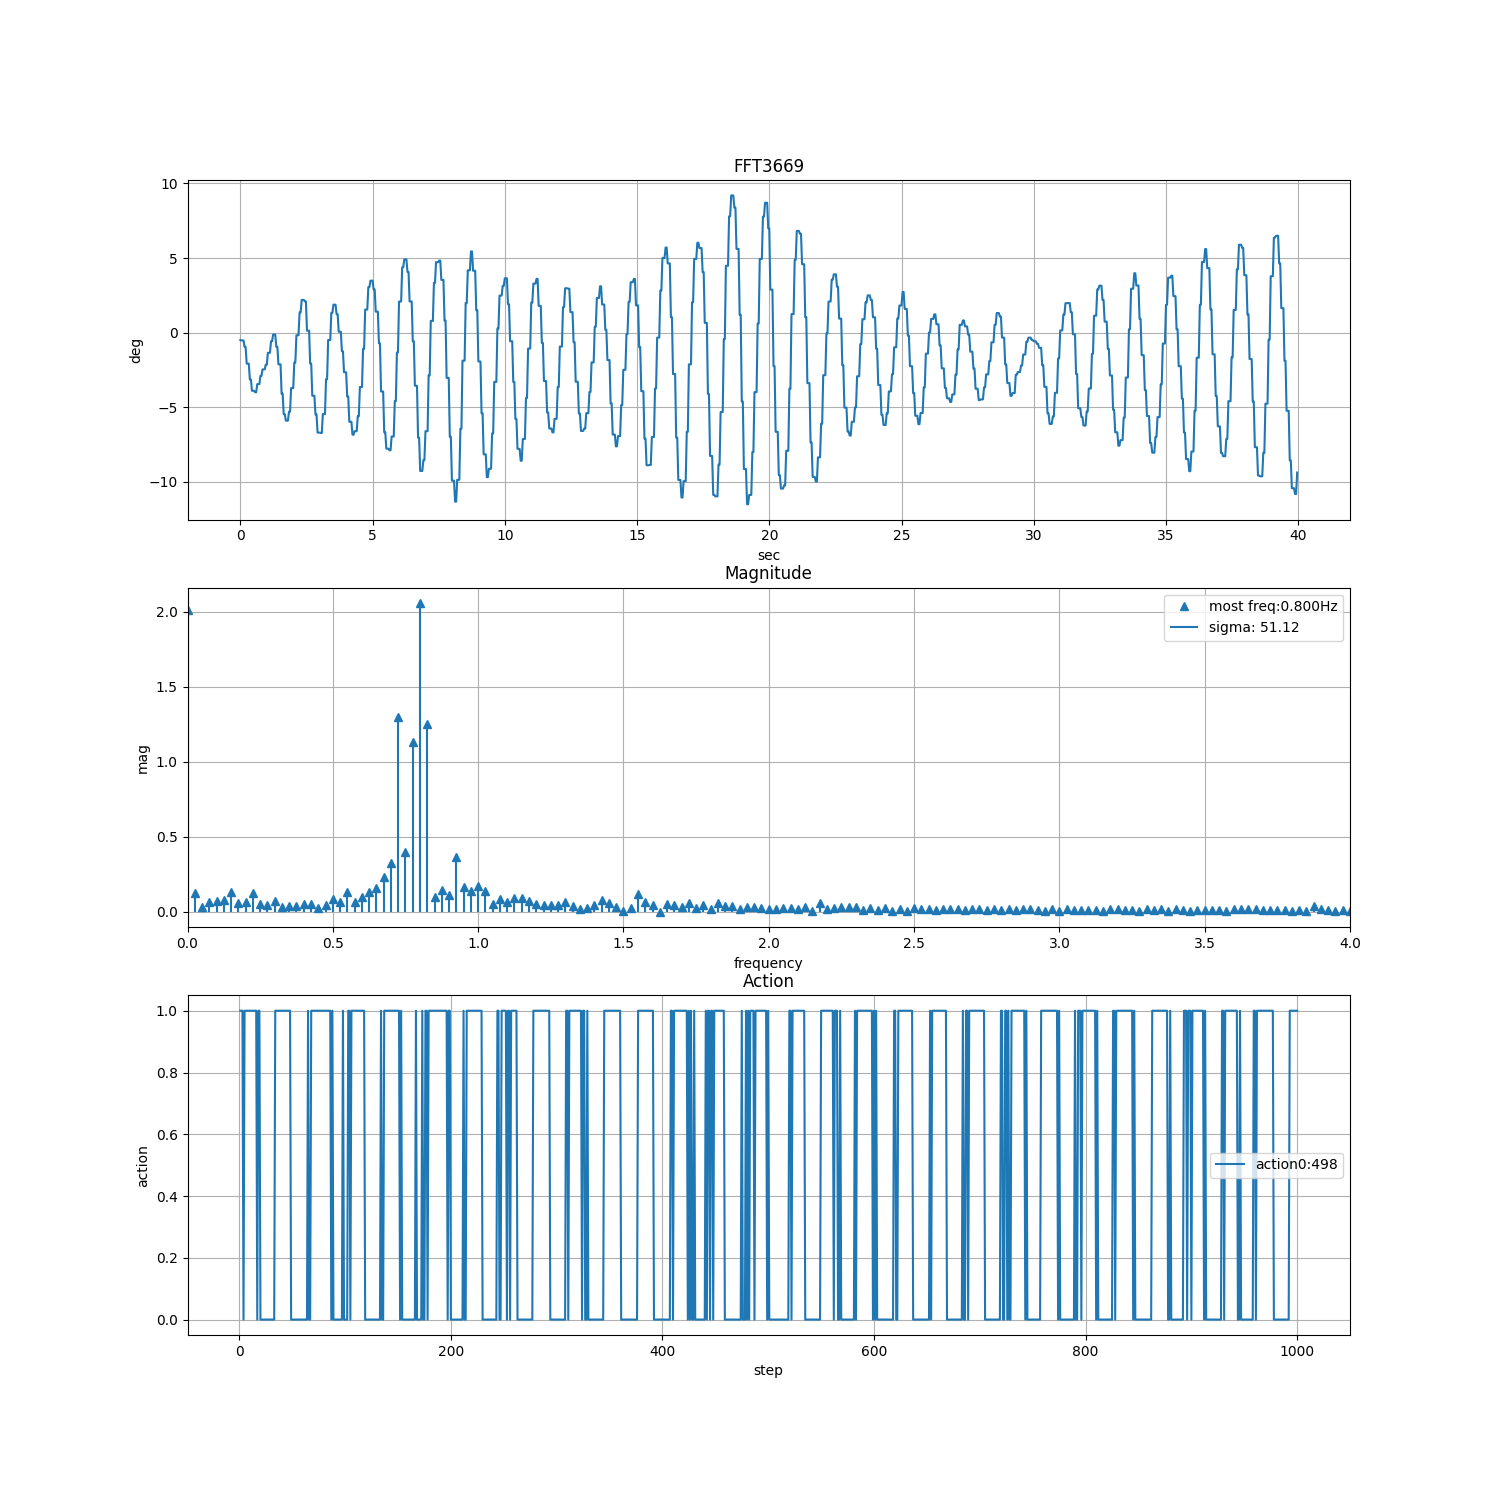 FFT3669
10
5
0
−5
−10
deg
0 5 10 15 20 25 30 35 40
sec
Magnitude
2.0
1.5
1.0
0.5
0.0
mag
most freq:0.800Hz
sigma: 51.12
0.0 0.5 1.0 1.5 2.0 2.5 3.0 3.5 4.0
frequency
Action
1.0
0.8
0.6
0.4
0.2
0.0
action
action0:498
0 200 400 600 800 1000
step